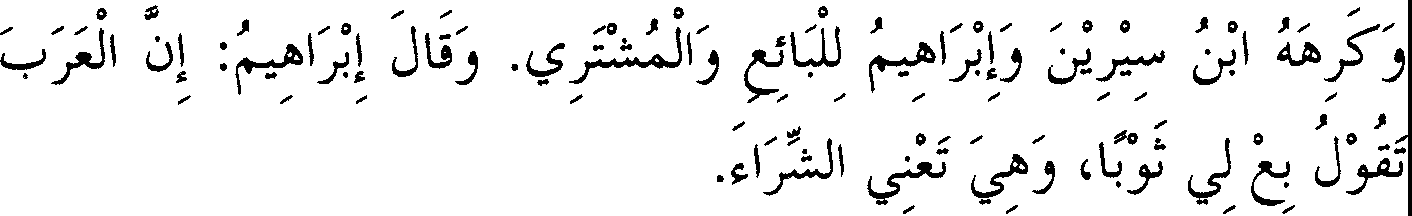 وَكَرِهَهُ ابْنُ سِيْرِيْنَ وَإِبْرَاهِيمُ لِلْبَائِعِ وَالْمُشْتَرِي. وَقَالَ إِبْرَاهِيمُ: إِنَّ الْعَرَبَ
تَقُوْلُ بِعْ لِي ثَوْبًا، وَهِيَ تَعْنِي الشِّرَاءَ.